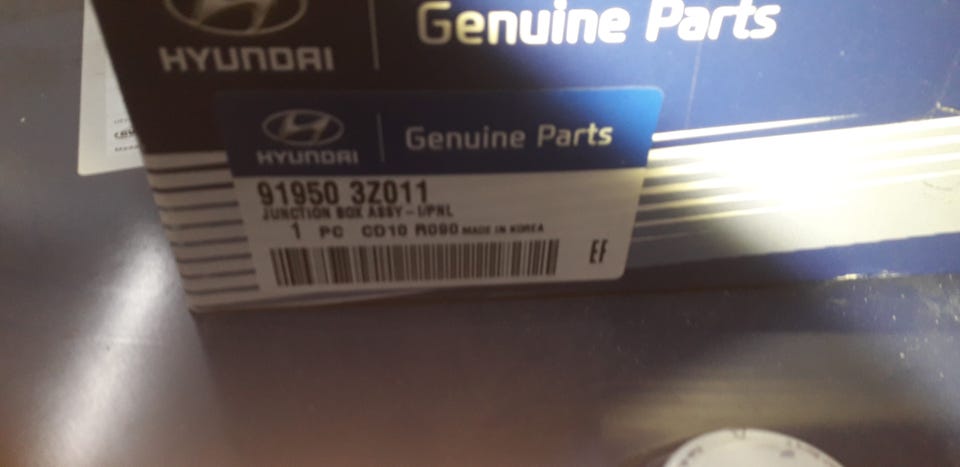 HYUNDAI
Genuine Parts
HYUNDAI
Genuine Parts
91950 3Z011
JUNCTION BOX ASSY-I/PNL
1 PC CD10 R090 MADE IN KOREA
EF